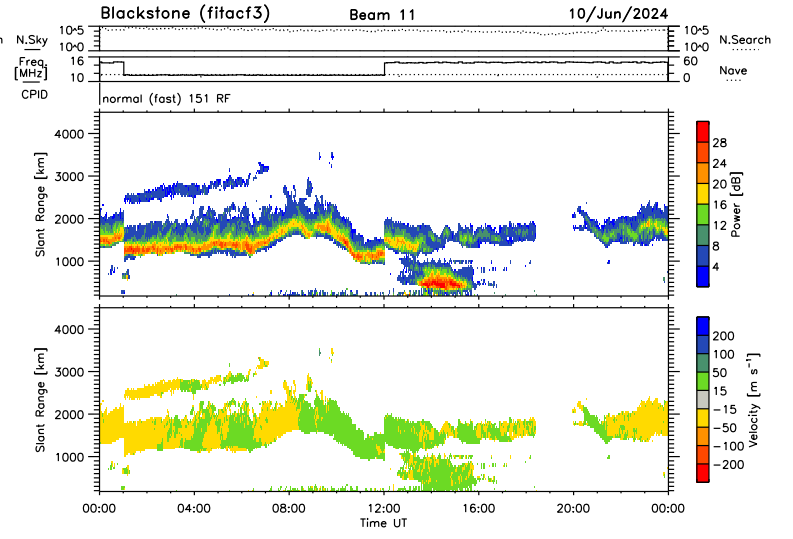 Blackstone (fitacf3) Beam 11 10/Jun/2024
n N.Sky 10^5 10^0 10^5 10^0 N.Search
Freq. [MHz] 16 10 60 0 Nave
CPID normal (fast) 151 RF
Slant Range [km]
4000
3000
2000
1000
28
24
20
16
12
8
4
Power [dB]
Slant Range [km]
4000
3000
2000
1000
200
100
50
15
-15
-50
-100
-200
Velocity [m s⁻¹]
00:00 04:00 08:00 12:00 16:00 20:00 00:00
Time UT